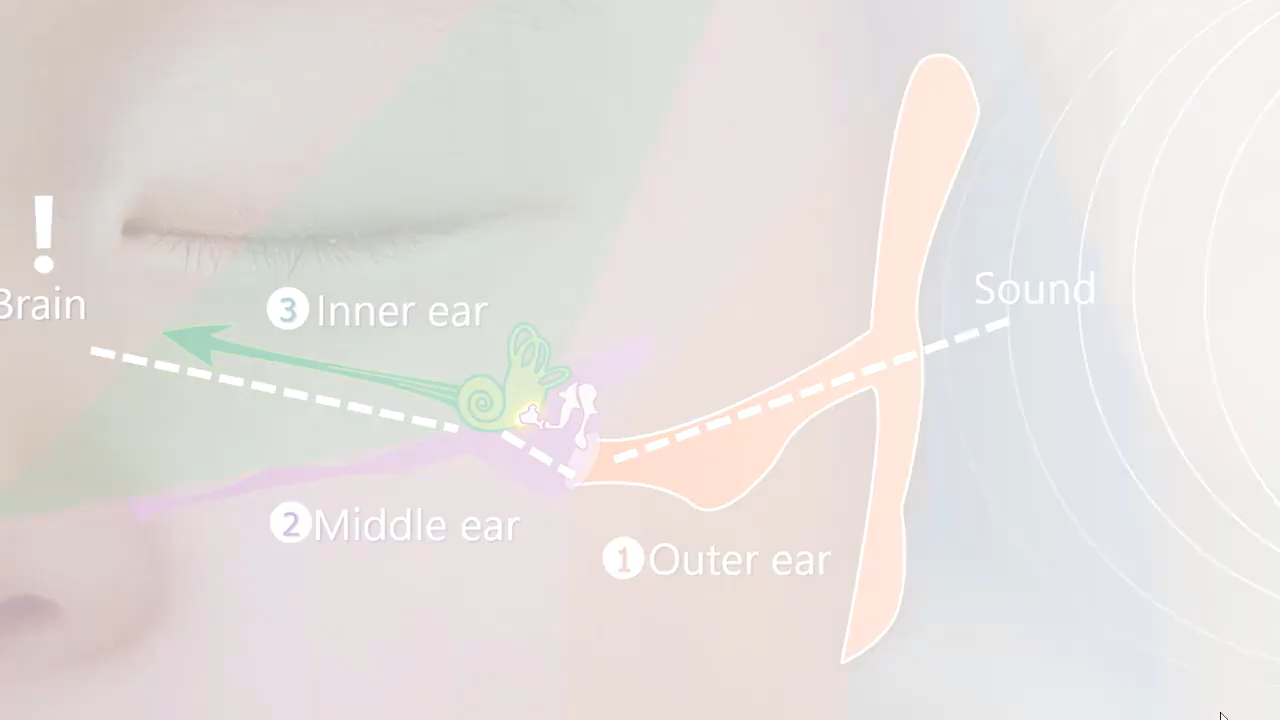 !
Brain
3 Inner ear
Sound
2 Middle ear
1 Outer ear